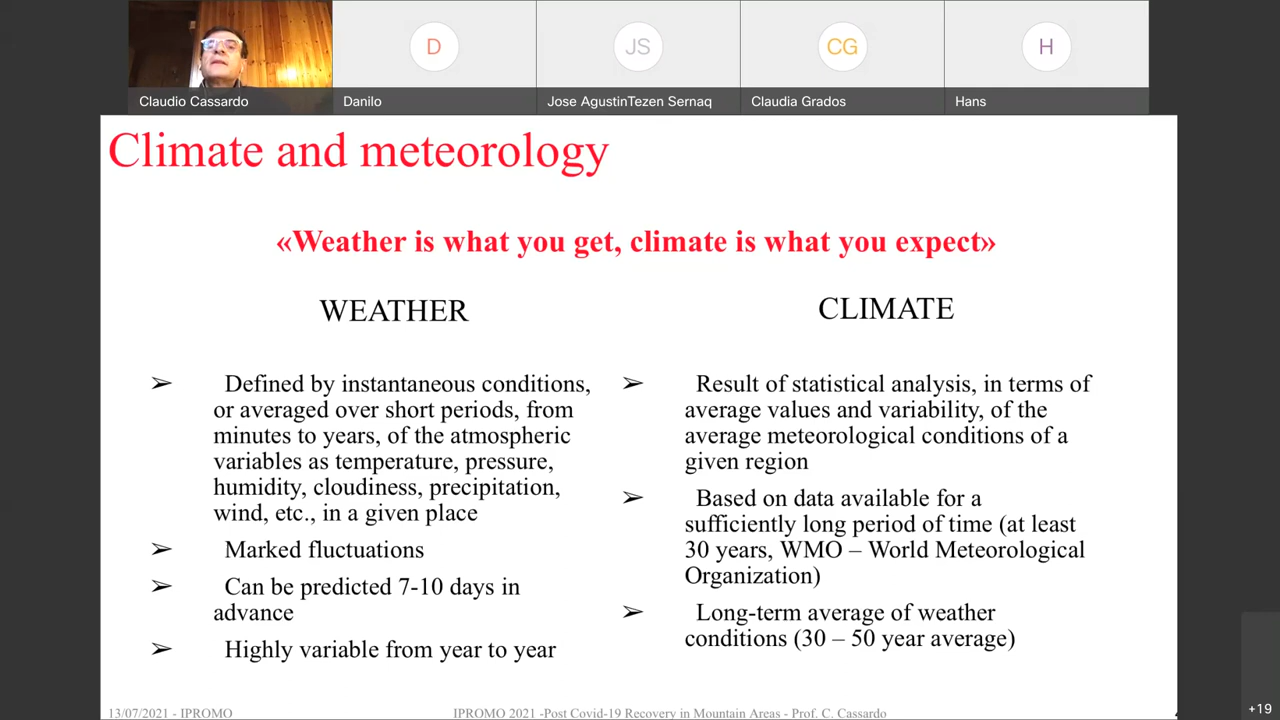 D
JS
CG
H
Claudio Cassardo
Danilo
Jose AgustinTezen Sernaq
Claudia Grados
Hans
Climate and meteorology
«Weather is what you get, climate is what you expect»
WEATHER
➢ Defined by instantaneous conditions,
or averaged over short periods, from
minutes to years, of the atmospheric
variables as temperature, pressure,
humidity, cloudiness, precipitation,
wind, etc., in a given place
➢ Marked fluctuations
➢ Can be predicted 7-10 days in
advance
➢ Highly variable from year to year
CLIMATE
➢ Result of statistical analysis, in terms of
average values and variability, of the
average meteorological conditions of a
given region
➢ Based on data available for a
sufficiently long period of time (at least
30 years, WMO – World Meteorological
Organization)
➢ Long-term average of weather
conditions (30 – 50 year average)
13/07/2021 - IPROMO
IPROMO 2021 -Post Covid-19 Recovery in Mountain Areas - Prof. C. Cassardo
+19